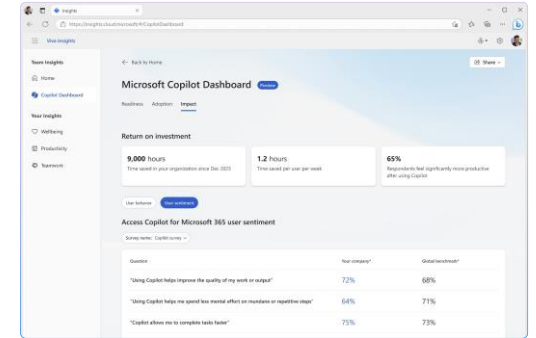 Insights
https://insights.cloud.microsoft/#/CopilotDashboard
Viva Insights
Team Insights
Home
Copilot Dashboard
Your Insights
Wellbeing
Productivity
Teamwork
← Back to Home
Share
Microsoft Copilot Dashboard
Preview
Readiness Adoption Impact
Return on investment
9,000 hours
Time saved in your organization since Dec 2023
1.2 hours
Time saved per user per week
65%
Respondents feel significantly more productive
after using Copilot
User behavior User sentiment
Access Copilot for Microsoft 365 user sentiment
Survey name: Copilot survey
Question Your company* Global benchmark*
"Using Copilot helps improve the quality of my work or output" 72% 68%
"Using Copilot helps me spend less mental effort on mundane or repetitive steps" 64% 71%
"Copilot allows me to complete tasks faster" 75% 73%